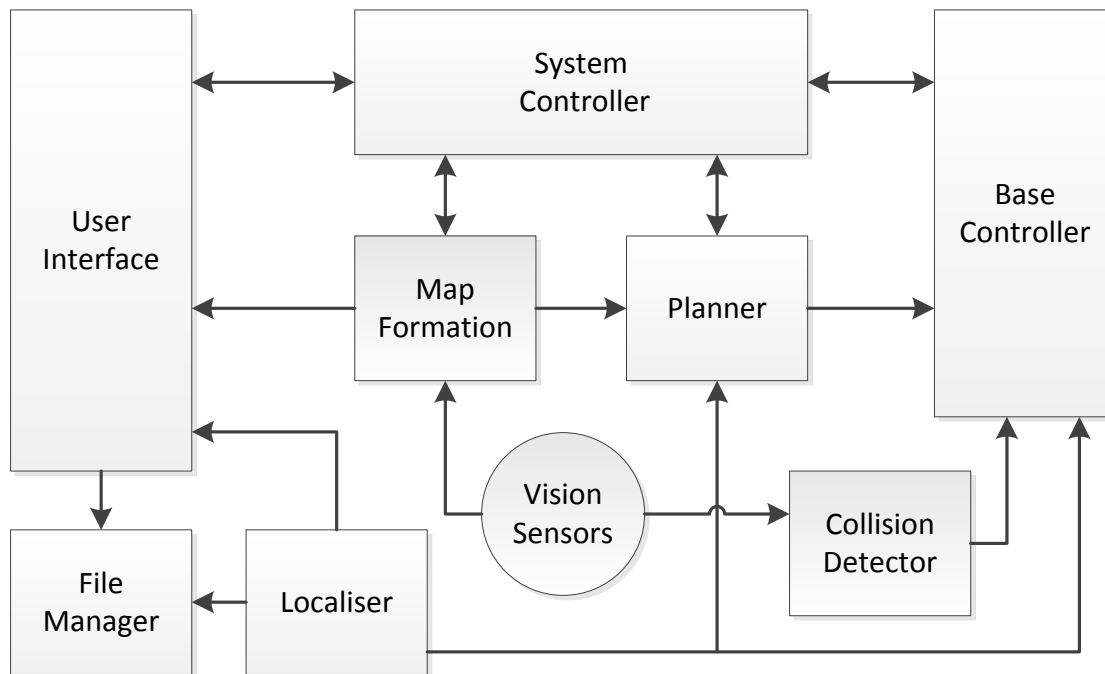 System
Controller
User
Interface
Base
Controller
Map
Formation
Planner
Vision
Sensors
Collision
Detector
File
Manager
Localiser